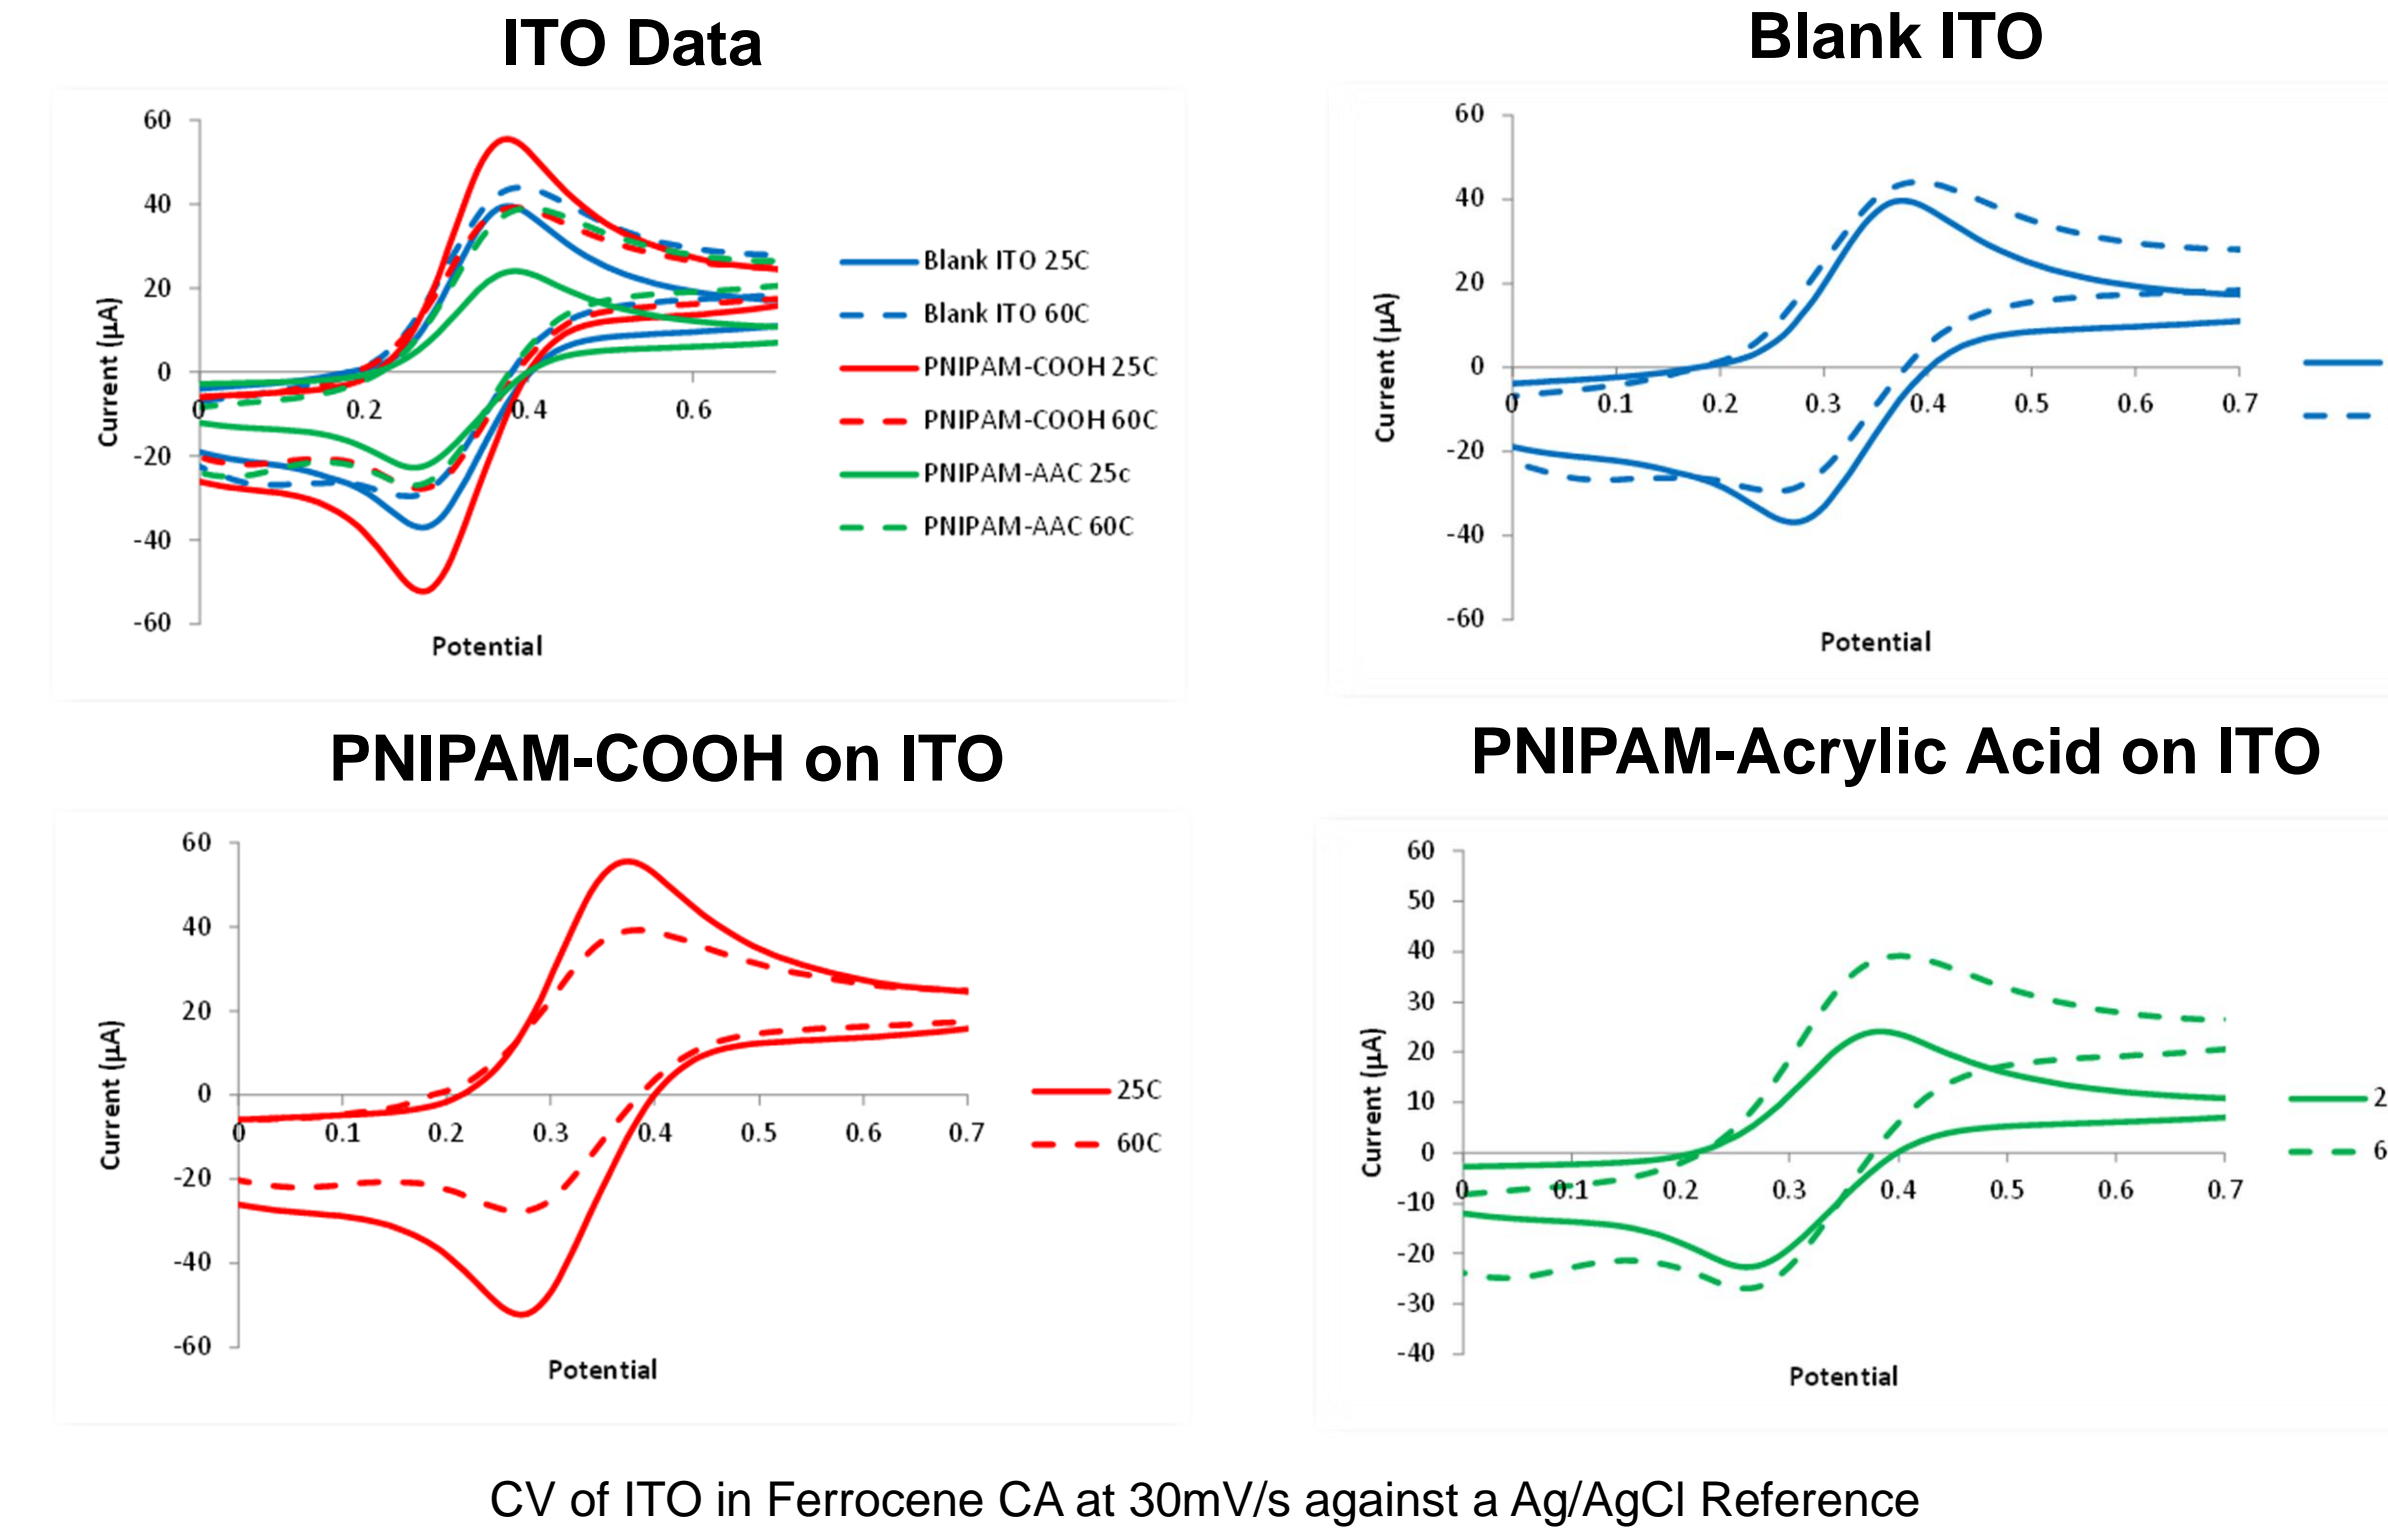 ITO Data
60
40
20
0
-20
-40
-60
0
0.2
0.4
0.6
Current (µA)
Potential
Blank ITO 25C
Blank ITO 60C
PNIPAM-COOH 25C
PNIPAM-COOH 60C
PNIPAM-AAC 25c
PNIPAM-AAC 60C
Blank ITO
60
40
20
0
-20
-40
-60
0
0.1
0.2
0.3
0.4
0.5
0.6
0.7
Current (µA)
Potential
PNIPAM-COOH on ITO
60
40
20
0
-20
-40
-60
0
0.1
0.2
0.3
0.4
0.5
0.6
0.7
Current (µA)
Potential
25C
60C
PNIPAM-Acrylic Acid on ITO
60
50
40
30
20
10
0
-10
-20
-30
-40
0
0.1
0.2
0.3
0.4
0.5
0.6
0.7
Current (µA)
Potential
2
6
CV of ITO in Ferrocene CA at 30mV/s against a Ag/AgCl Reference